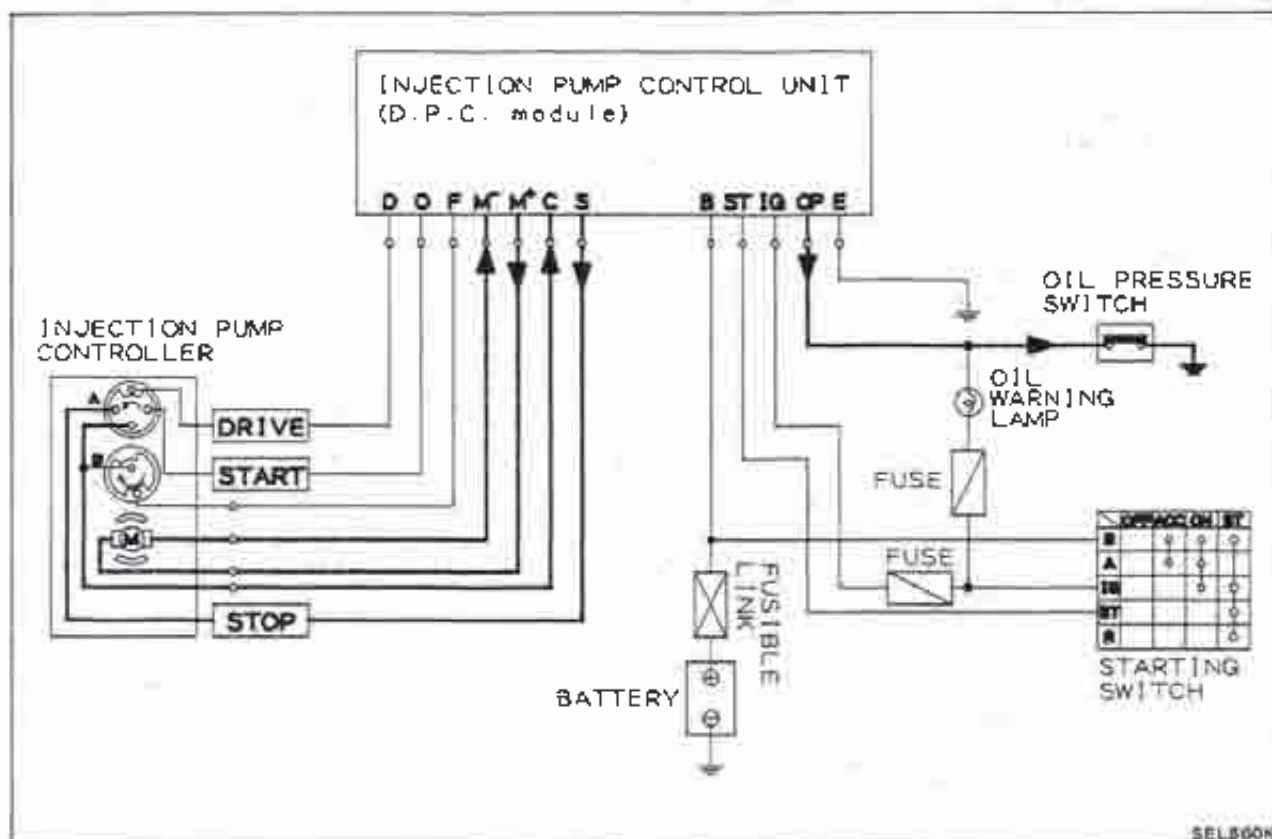 INJECTION PUMP CONTROL UNIT
(D.P.C. module)
D O F M⁻ M⁺ C S B ST IG OP E
OIL PRESSURE
SWITCH
INJECTION PUMP
CONTROLLER
A
DRIVE
OIL
WARNING
LAMP
B
START
FUSE
M
FUSE
FUSIBLE
LINK
OFF ACC ON ST
B
A
IG
ST
R
STOP
BATTERY
STARTING
SWITCH